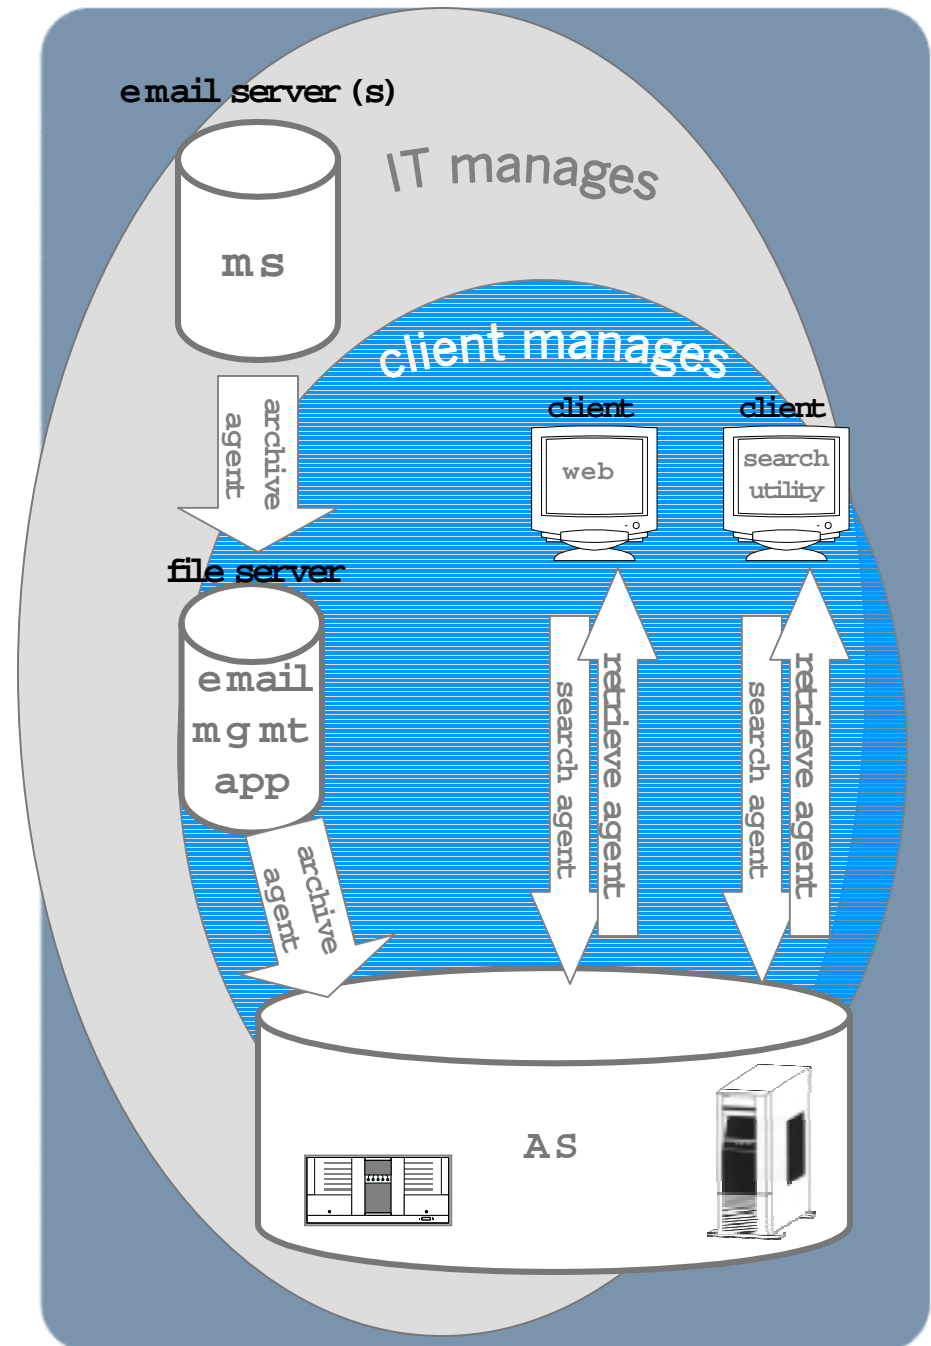 email server(s)
IT manages
ms
client manages
client
client
web
search
utility
archive
agent
file server
email
mgmt
app
search agent
retrieve agent
search agent
retrieve agent
archive
agent
AS